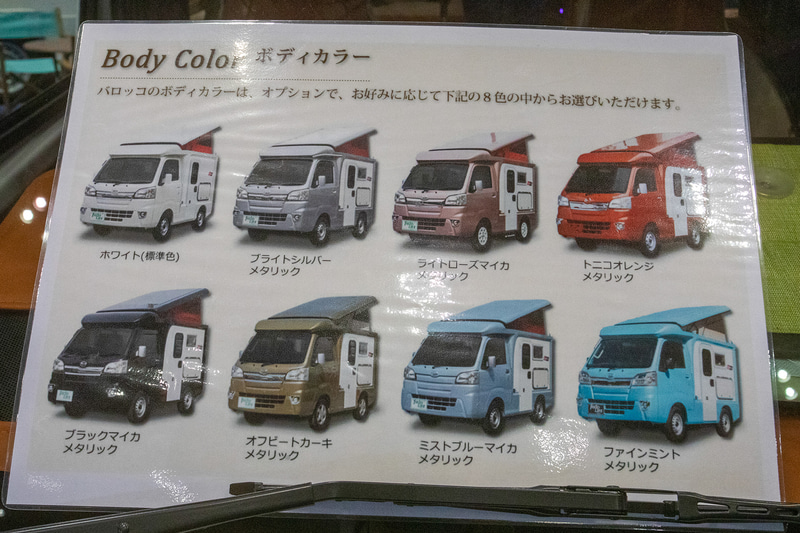 Body Color ボディカラー
バロッコのボディカラーは、オプションで、お好みに応じて下記の8色の中からお選びいただけます。
ホワイト(標準色)
ブライトシルバー
メタリック
ライトローズマイカ
メタリック
トニコオレンジ
メタリック
ブラックマイカ
メタリック
オフビートカーキ
メタリック
ミストブルーマイカ
メタリック
ファインミント
メタリック